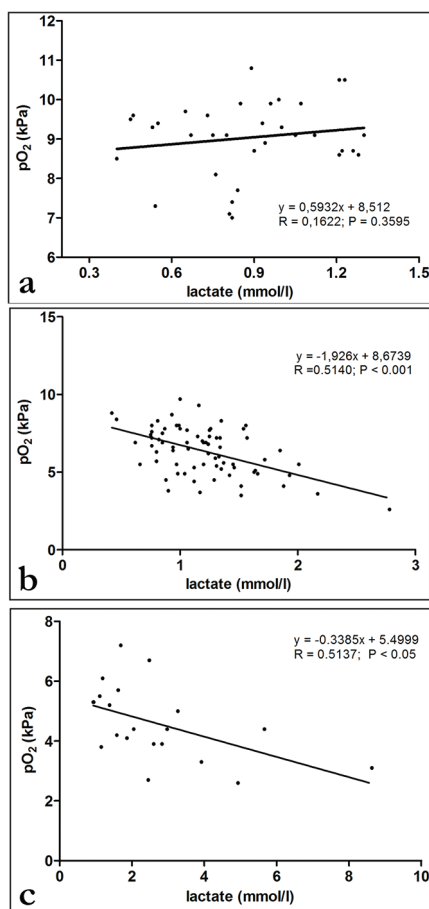 12
11
10
9
8
7
6
pO2 (kPa)
y = 0,5932x + 8,512
R = 0,1622; P = 0.3595
0.3 0.6 0.9 1.2 1.5
lactate (mmol/l)
a
15
10
5
0
pO2 (kPa)
y = -1,926x + 8,6739
R =0.5140; P < 0.001
0 1 2 3
lactate (mmol/l)
b
8
6
4
2
0
pO2 (kPa)
y = -0.3385x + 5.4999
R = 0.5137; P < 0.05
0 2 4 6 8 10
lactate (mmol/l)
c